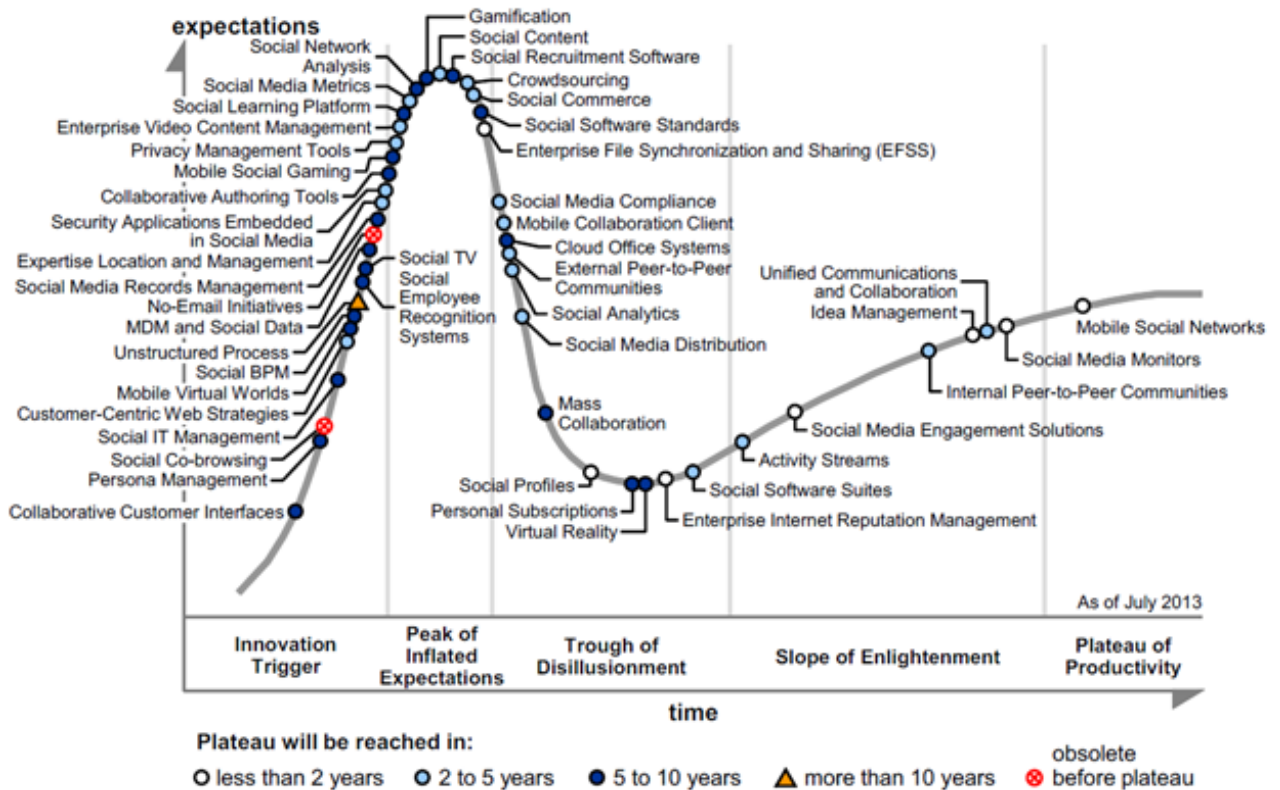 expectations
Gamification
Social Content
Social Network
Analysis
Social Recruitment Software
Social Media Metrics
Crowdsourcing
Social Learning Platform
Social Commerce
Enterprise Video Content Management
Social Software Standards
Privacy Management Tools
Enterprise File Synchronization and Sharing (EFSS)
Mobile Social Gaming
Collaborative Authoring Tools
Social Media Compliance
Security Applications Embedded
in Social Media
Mobile Collaboration Client
Cloud Office Systems
Expertise Location and Management
Social TV
External Peer-to-Peer
Communities
Social Media Records Management
Social
Employee
Recognition
Systems
No-Email Initiatives
Social Analytics
MDM and Social Data
Social Media Distribution
Unstructured Process
Social BPM
Mobile Virtual Worlds
Customer-Centric Web Strategies
Mass
Collaboration
Social IT Management
Social Co-browsing
Persona Management
Collaborative Customer Interfaces
Social Profiles
Personal Subscriptions
Virtual Reality
Enterprise Internet Reputation Management
Social Software Suites
Activity Streams
Social Media Engagement Solutions
Internal Peer-to-Peer Communities
Unified Communications
and Collaboration
Idea Management
Social Media Monitors
Mobile Social Networks
As of July 2013
Innovation
Trigger
Peak of
Inflated
Expectations
Trough of
Disillusionment
Slope of Enlightenment
Plateau of
Productivity
time
Plateau will be reached in:
less than 2 years
2 to 5 years
5 to 10 years
more than 10 years
obsolete
before plateau